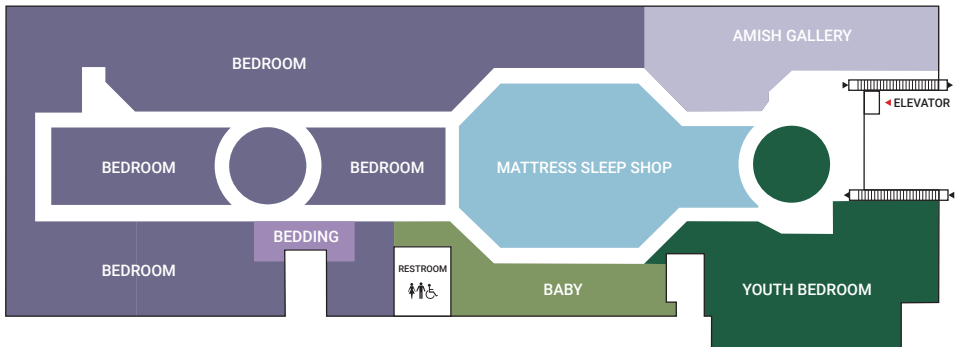 AMISH GALLERY
BEDROOM
ELEVATOR
BEDROOM
BEDROOM
MATTRESS SLEEP SHOP
BEDDING
BEDROOM
RESTROOM
BABY
YOUTH BEDROOM